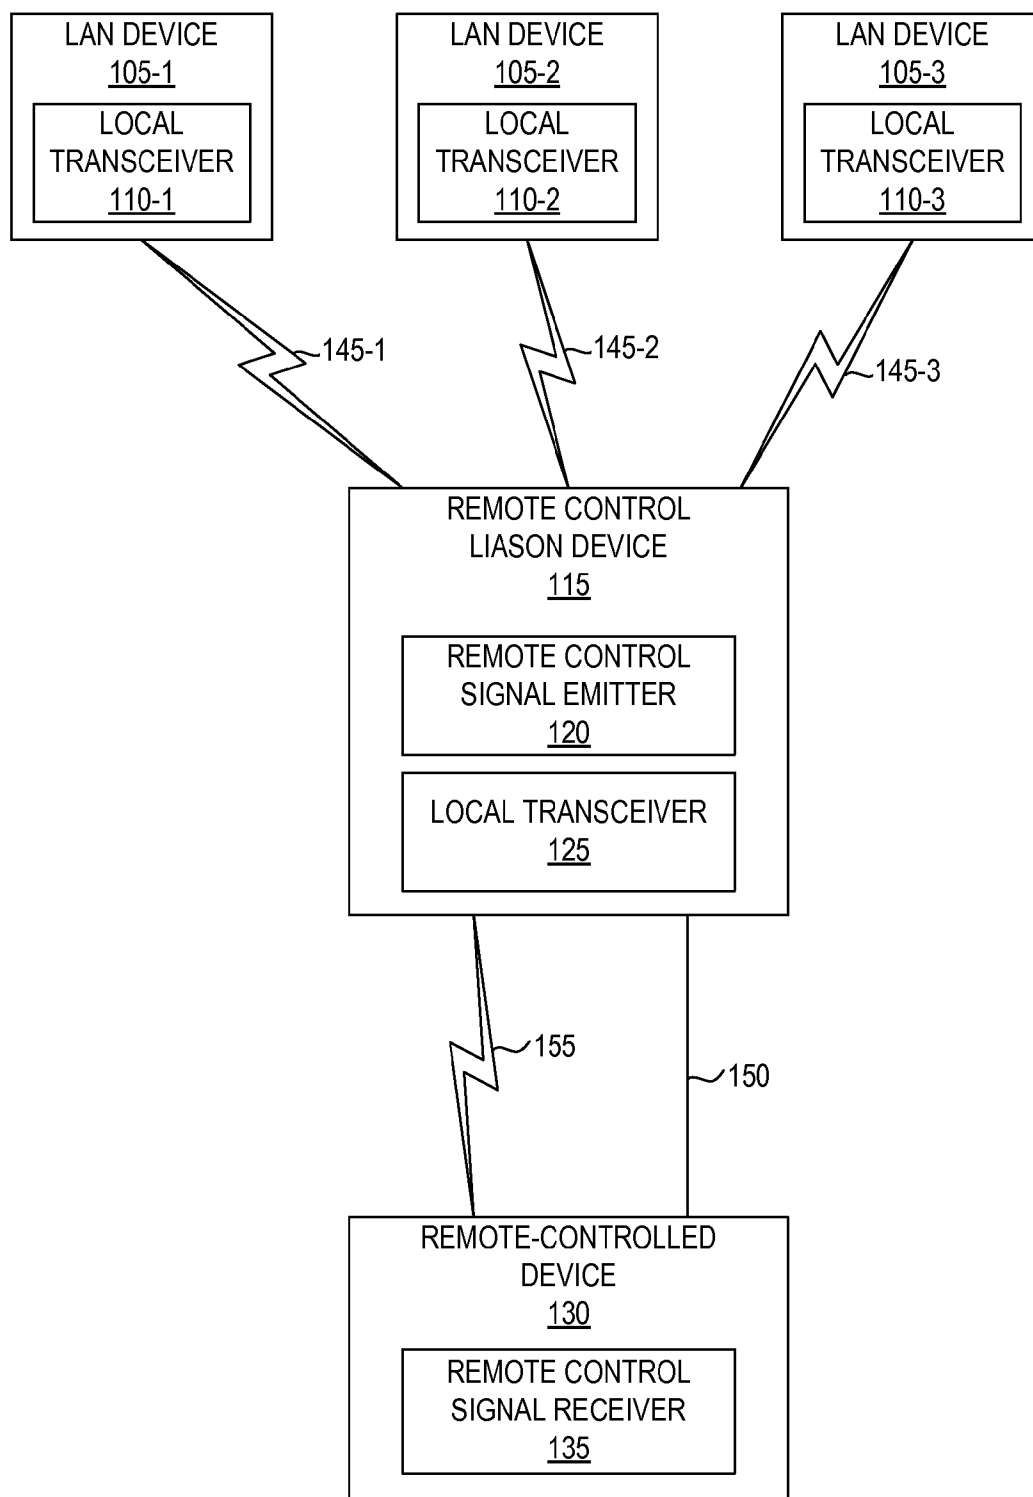 LAN DEVICE
105-1
LOCAL
TRANSCEIVER
110-1
LAN DEVICE
105-2
LOCAL
TRANSCEIVER
110-2
LAN DEVICE
105-3
LOCAL
TRANSCEIVER
110-3
145-1
145-2
145-3
REMOTE CONTROL
LIASON DEVICE
115
REMOTE CONTROL
SIGNAL EMITTER
120
LOCAL TRANSCEIVER
125
155
150
REMOTE-CONTROLLED
DEVICE
130
REMOTE CONTROL
SIGNAL RECEIVER
135